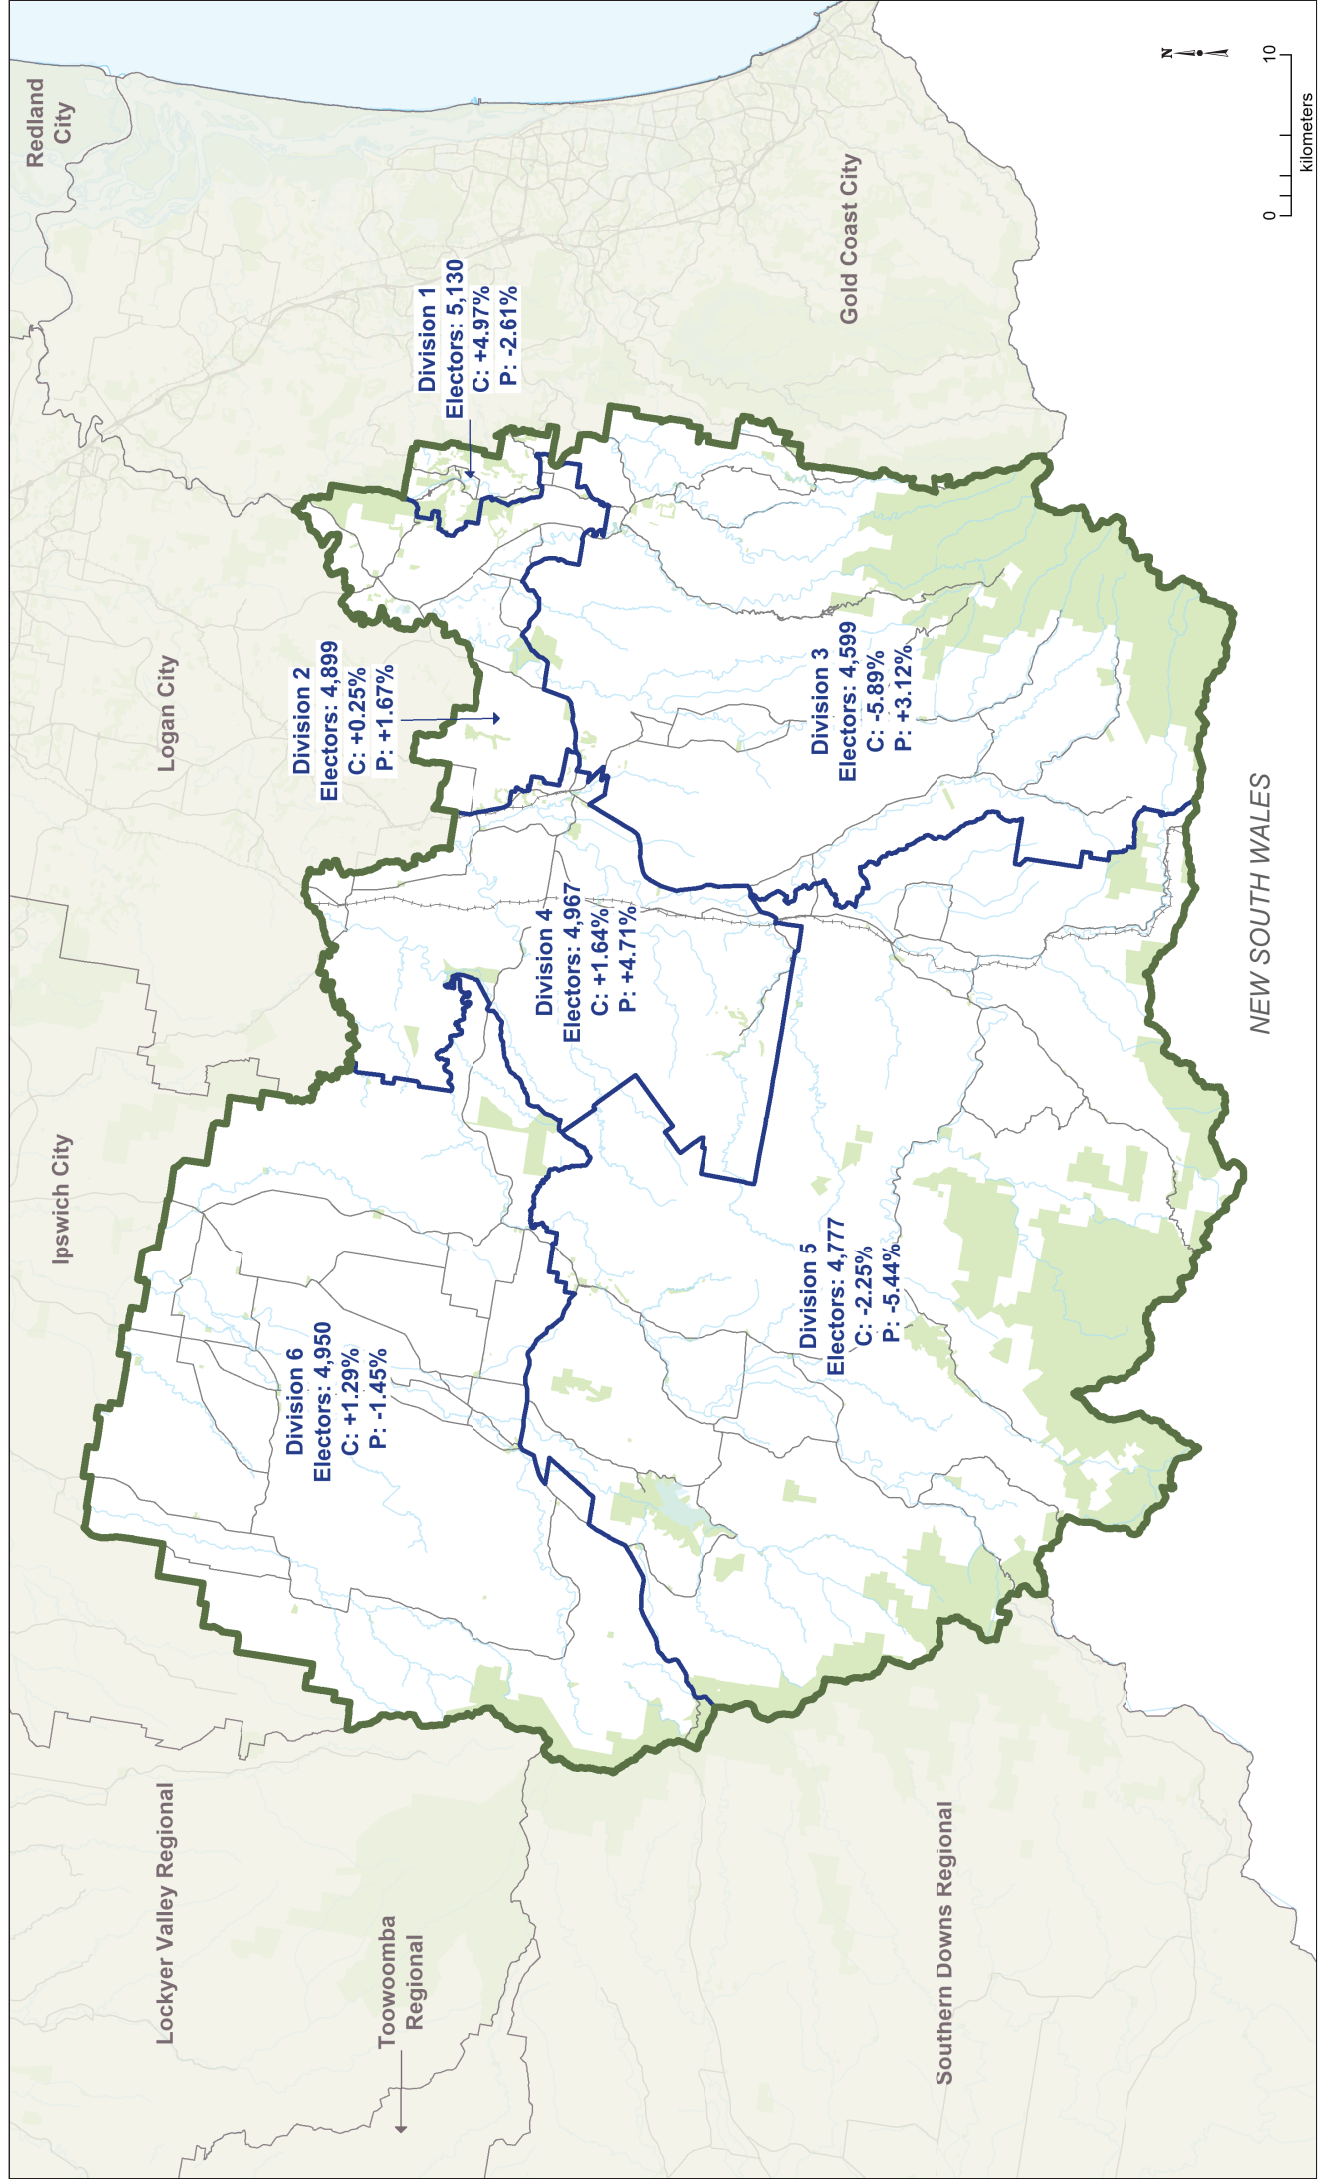 Redland
City
Ipswich City
Logan City
Lockyer Valley Regional
Toowoomba
Regional
Division 6
Electors: 4,950
C: +1.29%
P: -1.45%
Division 2
Electors: 4,899
C: +0.25%
P: +1.67%
Division 1
Electors: 5,130
C: +4.97%
P: -2.61%
Division 4
Electors: 4,967
C: +1.64%
P: +4.71%
Division 5
Electors: 4,777
C: -2.25%
P: -5.44%
Division 3
Electors: 4,599
C: -5.89%
P: +3.12%
Gold Coast City
Southern Downs Regional
NEW SOUTH WALES
N
0 10
kilometers